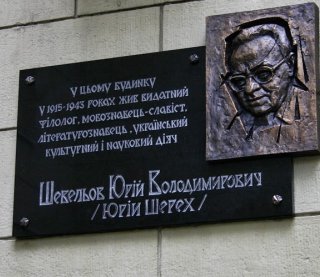 У ЦЬОМУ БУДИНКУ
У 1915-1943 РОКАХ ЖИВ ВИДАТНИЙ
ФІЛОЛОГ, МОВОЗНАВЕЦЬ-СЛАВІСТ,
ЛІТЕРАТУРОЗНАВЕЦЬ, УКРАЇНСЬКИЙ
КУЛЬТУРНИЙ І НАУКОВИЙ ДІЯЧ
ШЕВЕЛЬОВ ЮРІЙ ВОЛОДИМИРОВИЧ
/ЮРІЙ ШЕРЕХ/